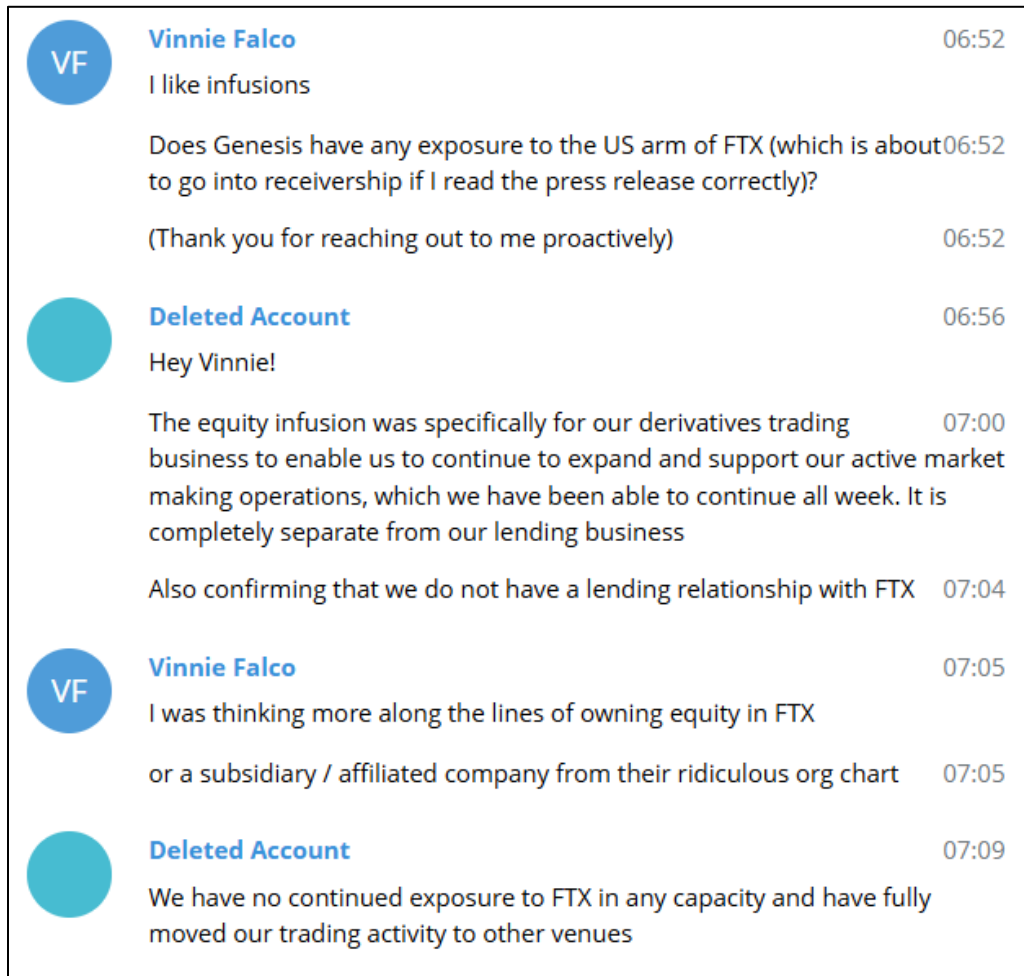 Vinnie Falco 06:52
VF
I like infusions
Does Genesis have any exposure to the US arm of FTX (which is about 06:52
to go into receivership if I read the press release correctly)?
(Thank you for reaching out to me proactively) 06:52
Deleted Account 06:56
Hey Vinnie!
The equity infusion was specifically for our derivatives trading 07:00
business to enable us to continue to expand and support our active market
making operations, which we have been able to continue all week. It is
completely separate from our lending business
Also confirming that we do not have a lending relationship with FTX 07:04
Vinnie Falco 07:05
VF
I was thinking more along the lines of owning equity in FTX
or a subsidiary / affiliated company from their ridiculous org chart 07:05
Deleted Account 07:09
We have no continued exposure to FTX in any capacity and have fully
moved our trading activity to other venues